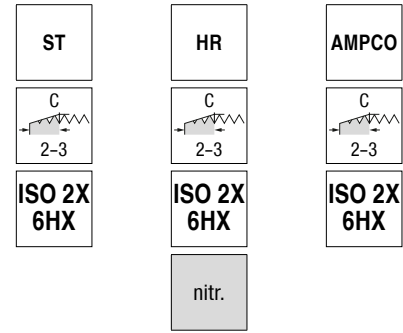 ST HR AMPCO
C C C
2–3 2–3 2–3
ISO 2X ISO 2X ISO 2X
6HX 6HX 6HX
nitr.